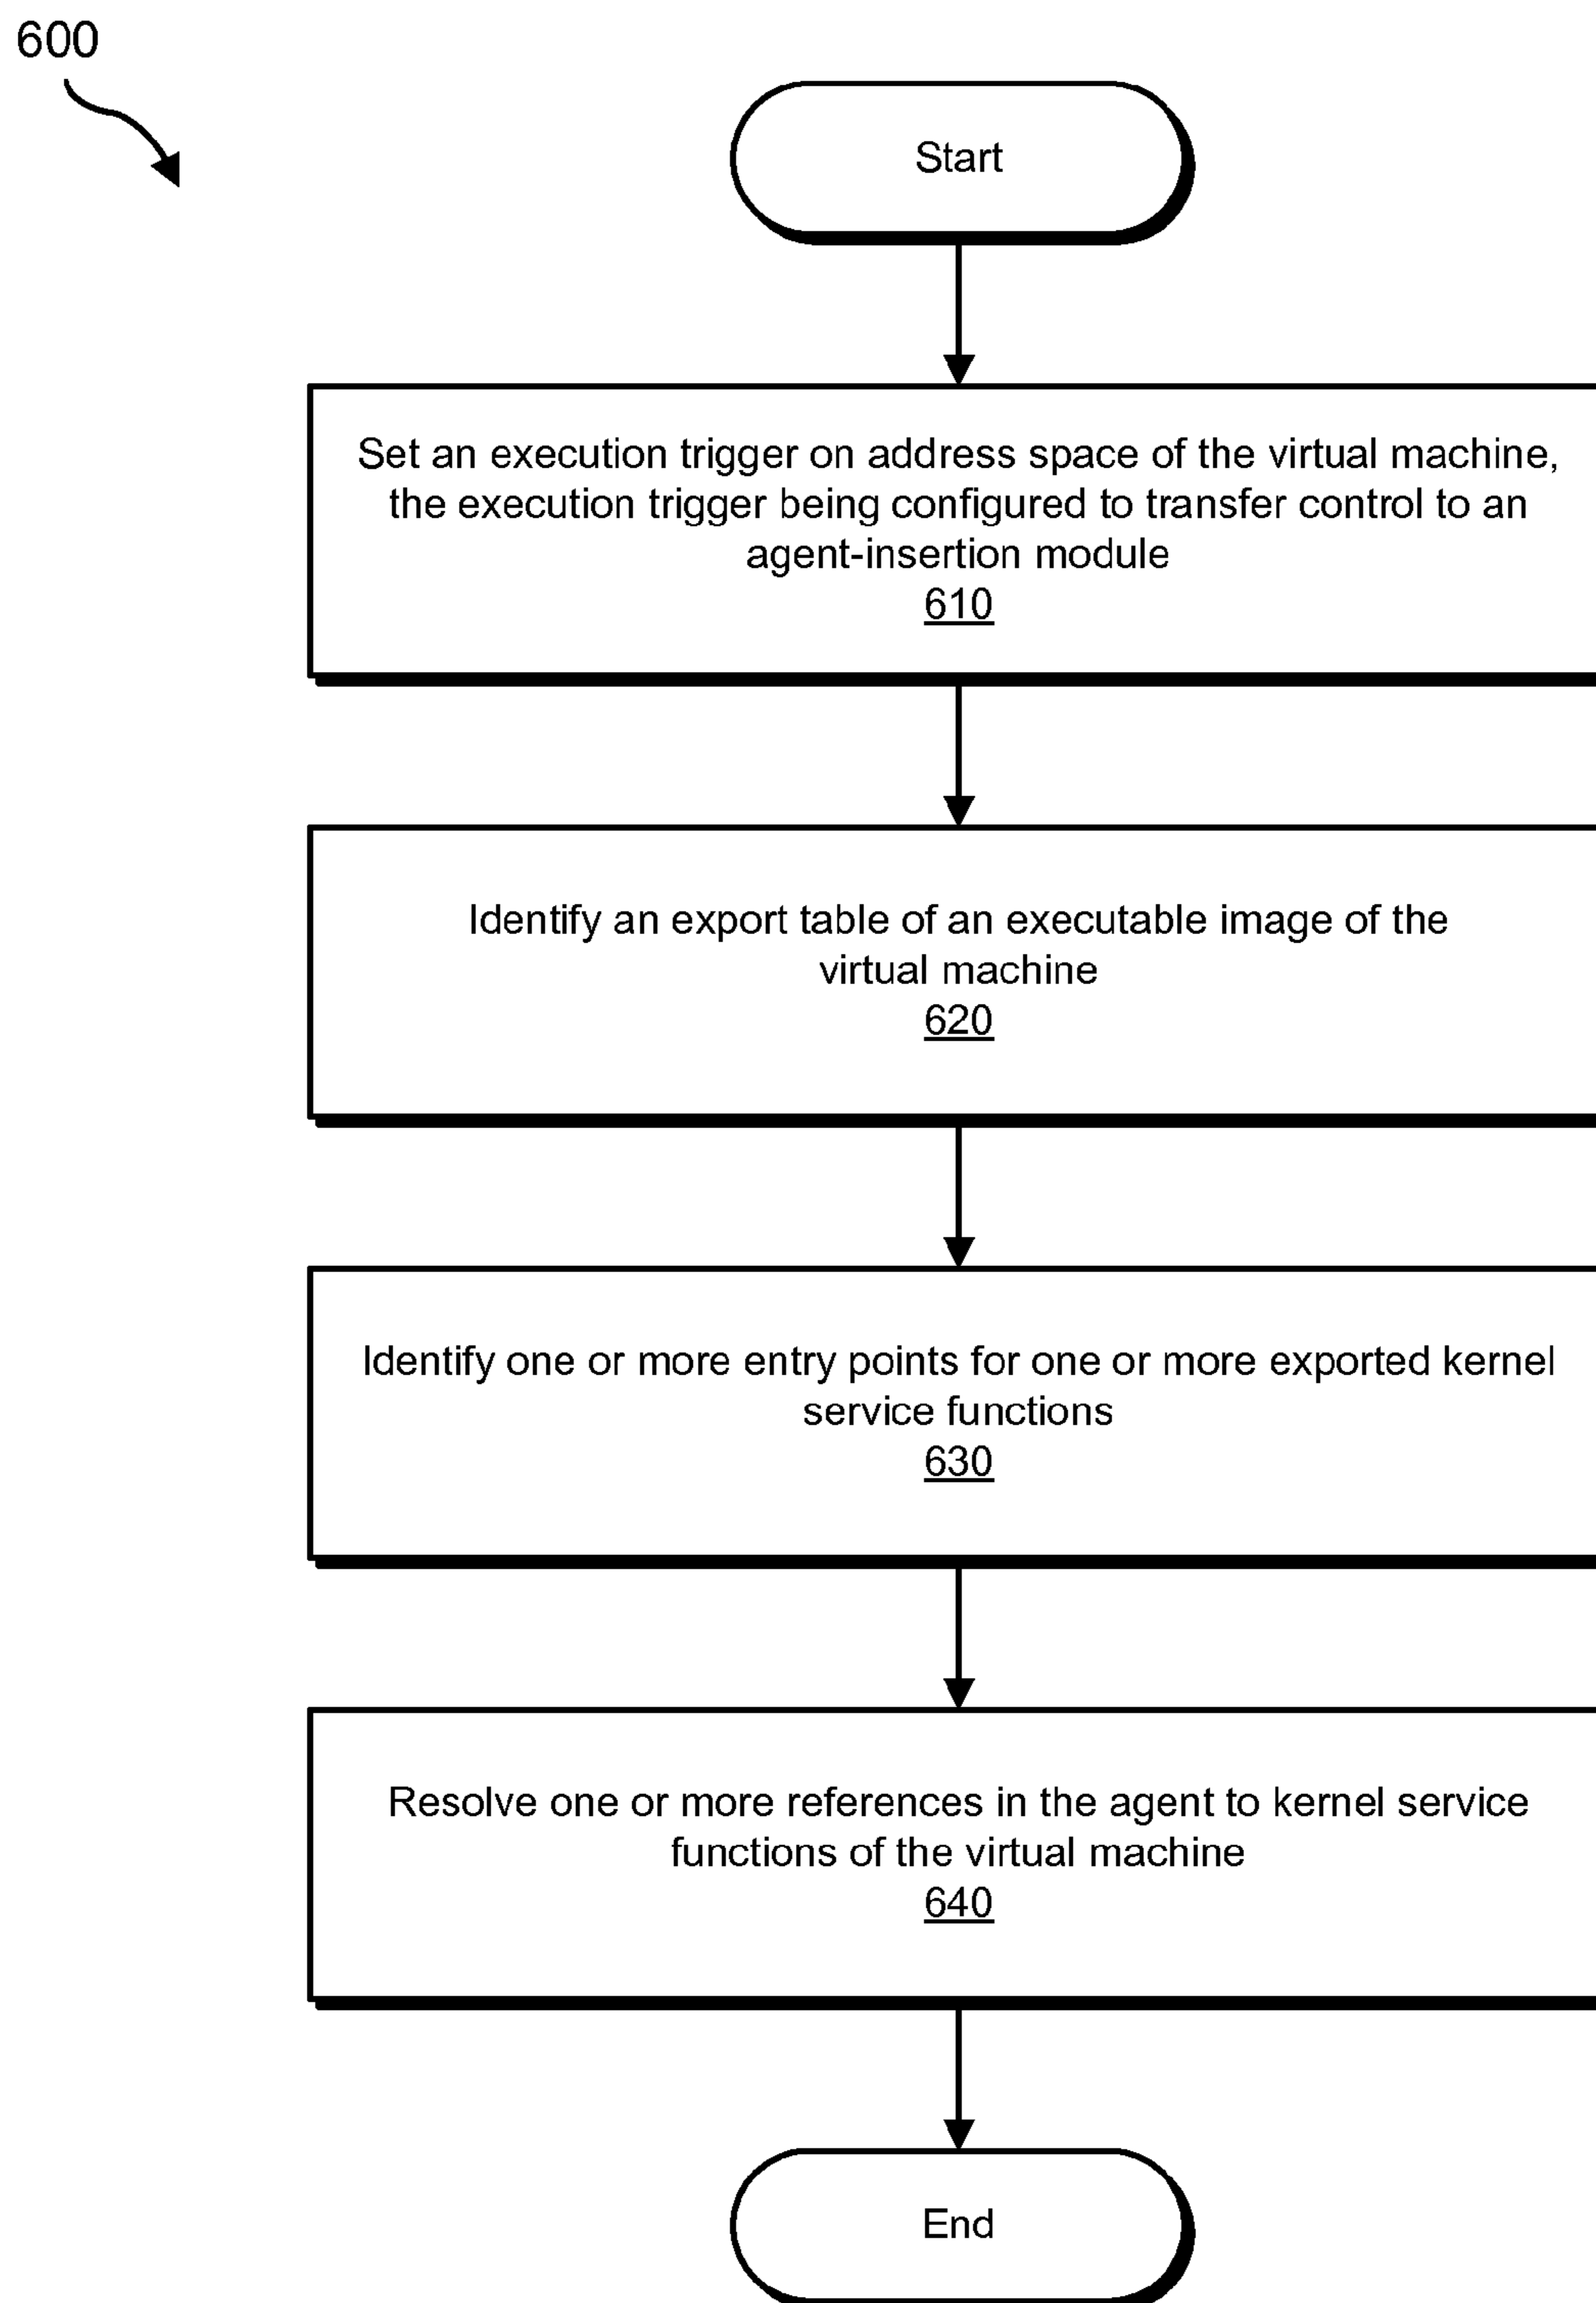 600
Start
Set an execution trigger on address space of the virtual machine,
the execution trigger being configured to transfer control to an
agent-insertion module
610
Identify an export table of an executable image of the
virtual machine
620
Identify one or more entry points for one or more exported kernel
service functions
630
Resolve one or more references in the agent to kernel service
functions of the virtual machine
640
End